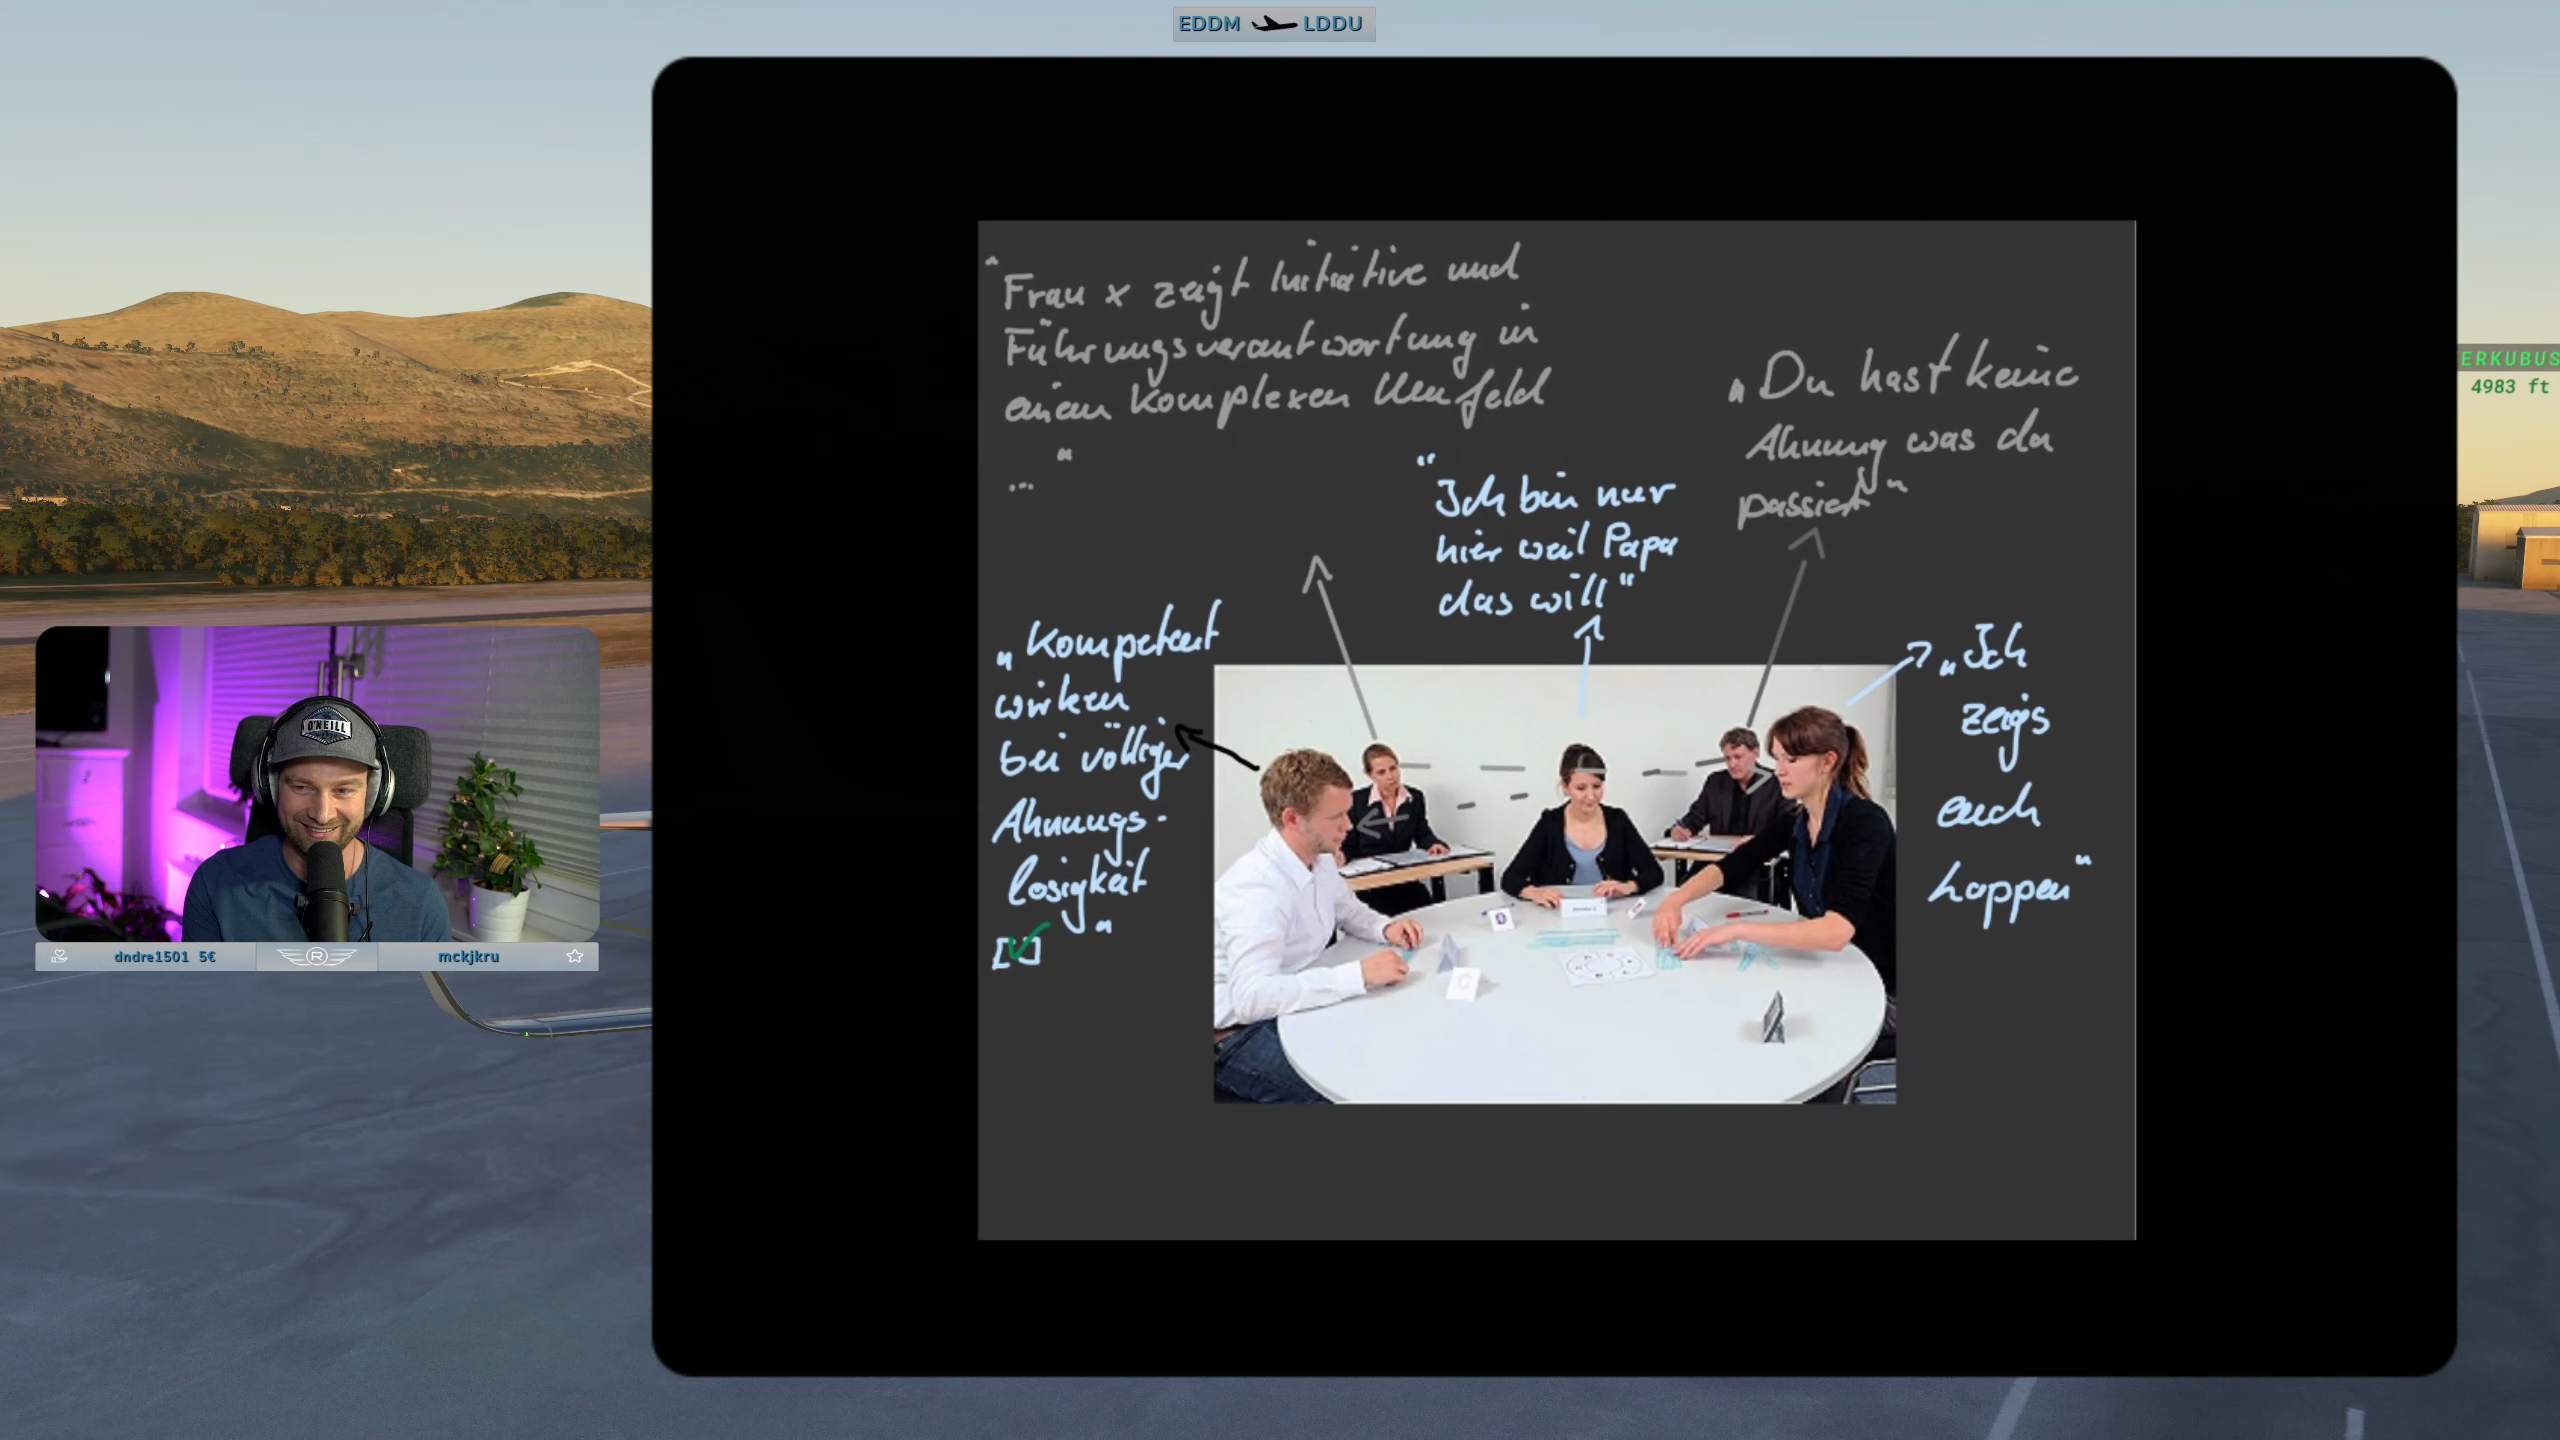 EDDM LDDU
"Frau x zeigt Initiative und
Führungsverantwortung in
einem Komplexen Umfeld
... "
„Du hast keine
Ahnung was da
passiert"
"Ich bin nur
hier weil Papa
das will"
„Kompetent
wirken
bei völliger
Ahnungs-
losigkeit
"
„Ich
zeigs
euch
hoppen"
ERKUBUS
4983 ft
O'NEILL
dndre1501 5€
R
mckjkru
D
C